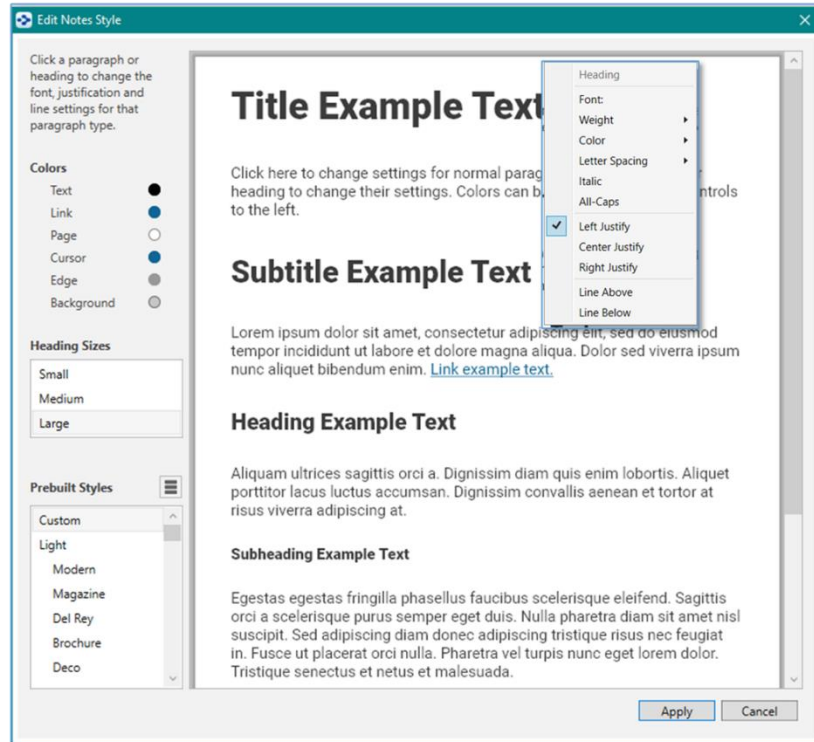 Edit Notes Style
Click a paragraph or
heading to change the
font, justification and
line settings for that
paragraph type.
Colors
Text
Link
Page
Cursor
Edge
Background
Heading Sizes
Small
Medium
Large
Prebuilt Styles
Custom
Light
Modern
Magazine
Del Rey
Brochure
Deco
Title Example Text
Click here to change settings for normal parag
heading to change their settings. Colors can b ntrols
to the left.
Subtitle Example Text
Lorem ipsum dolor sit amet, consectetur adipiscing elit, sed do eiusmod
tempor incididunt ut labore et dolore magna aliqua. Dolor sed viverra ipsum
nunc aliquet bibendum enim. Link example text.
Heading Example Text
Aliquam ultrices sagittis orci a. Dignissim diam quis enim lobortis. Aliquet
porttitor lacus luctus accumsan. Dignissim convallis aenean et tortor at
risus viverra adipiscing at.
Subheading Example Text
Egestas egestas fringilla phasellus faucibus scelerisque eleifend. Sagittis
orci a scelerisque purus semper eget duis. Nulla pharetra diam sit amet nisl
suscipit. Sed adipiscing diam donec adipiscing tristique risus nec feugiat
in. Fusce ut placerat orci nulla. Pharetra vel turpis nunc eget lorem dolor.
Tristique senectus et netus et malesuada.
Heading
Font:
Weight
Color
Letter Spacing
Italic
All-Caps
Left Justify
Center Justify
Right Justify
Line Above
Line Below
Apply
Cancel